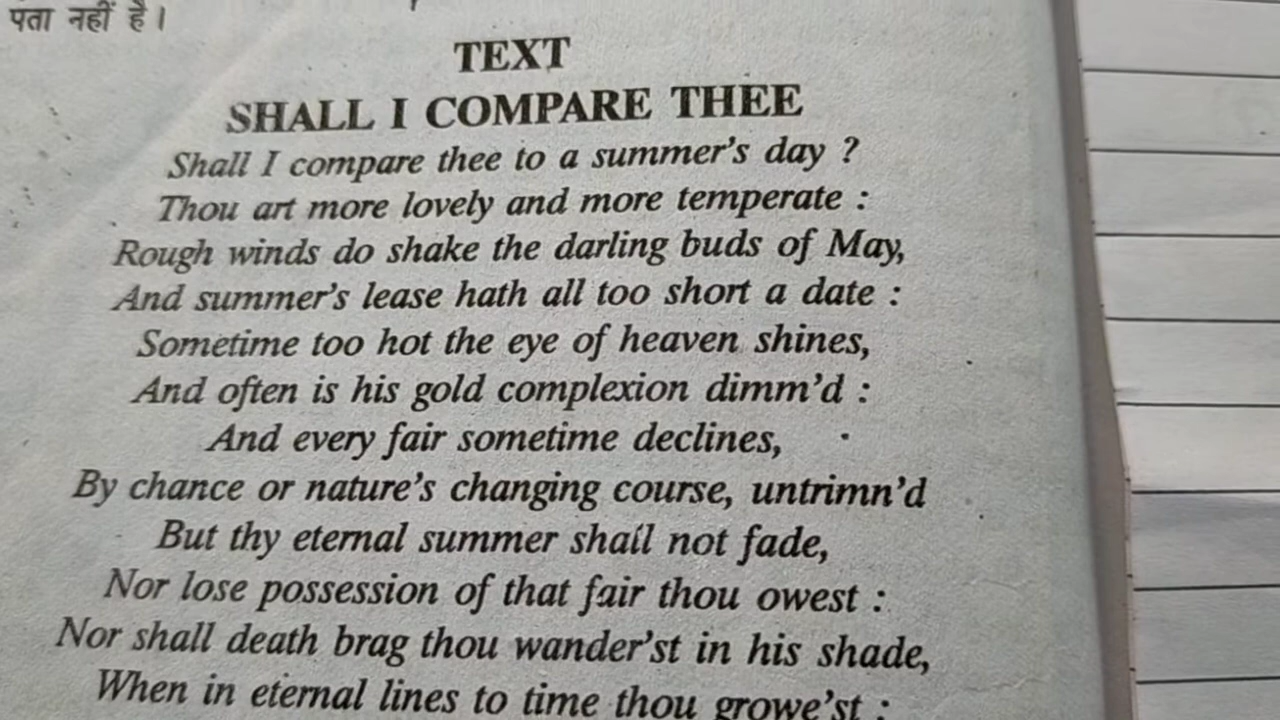 पता नहीं है।
TEXT
SHALL I COMPARE THEE
Shall I compare thee to a summer's day ?
Thou art more lovely and more temperate :
Rough winds do shake the darling buds of May,
And summer's lease hath all too short a date :
Sometime too hot the eye of heaven shines,
And often is his gold complexion dimm'd :
And every fair sometime declines,
By chance or nature's changing course, untrimn'd
But thy eternal summer shall not fade,
Nor lose possession of that fair thou owest :
Nor shall death brag thou wander'st in his shade,
When in eternal lines to time thou growe'st :